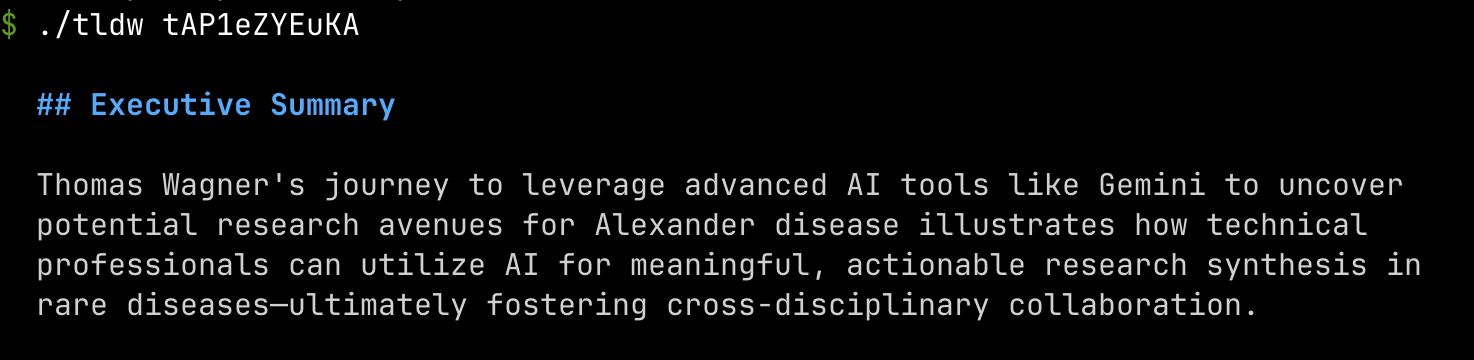 $ ./tldw tAP1eZYEuKA
## Executive Summary
Thomas Wagner's journey to leverage advanced AI tools like Gemini to uncover
potential research avenues for Alexander disease illustrates how technical
professionals can utilize AI for meaningful, actionable research synthesis in
rare diseases—ultimately fostering cross-disciplinary collaboration.